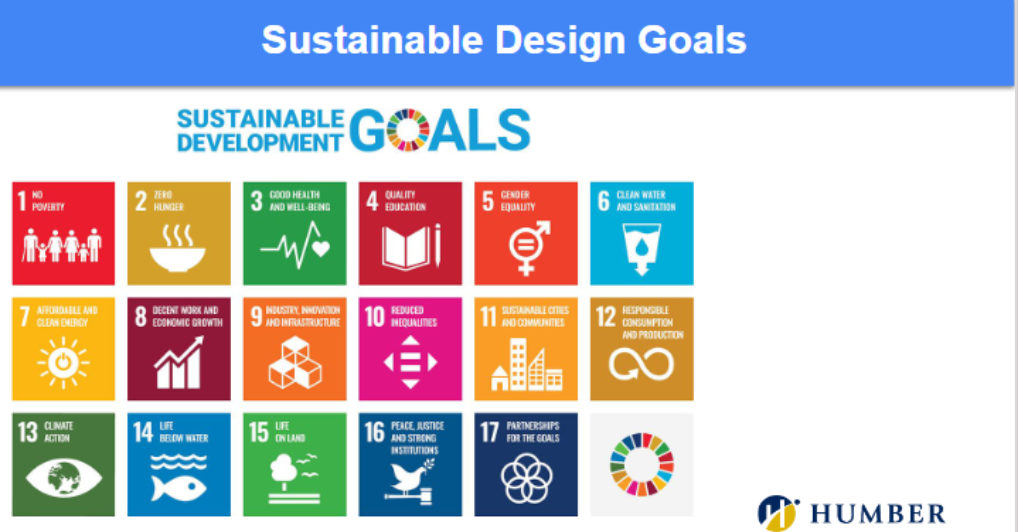 Sustainable Design Goals
SUSTAINABLE
DEVELOPMENT
GOALS
1 NO
POVERTY
2 ZERO
HUNGER
3 GOOD HEALTH
AND WELL-BEING
4 QUALITY
EDUCATION
5 GENDER
EQUALITY
6 CLEAN WATER
AND SANITATION
7 AFFORDABLE AND
CLEAN ENERGY
8 DECENT WORK AND
ECONOMIC GROWTH
9 INDUSTRY, INNOVATION
AND INFRASTRUCTURE
10 REDUCED
INEQUALITIES
11 SUSTAINABLE CITIES
AND COMMUNITIES
12 RESPONSIBLE
CONSUMPTION
AND PRODUCTION
13 CLIMATE
ACTION
14 LIFE
BELOW WATER
15 LIFE
ON LAND
16 PEACE, JUSTICE
AND STRONG
INSTITUTIONS
17 PARTNERSHIPS
FOR THE GOALS
HUMBER